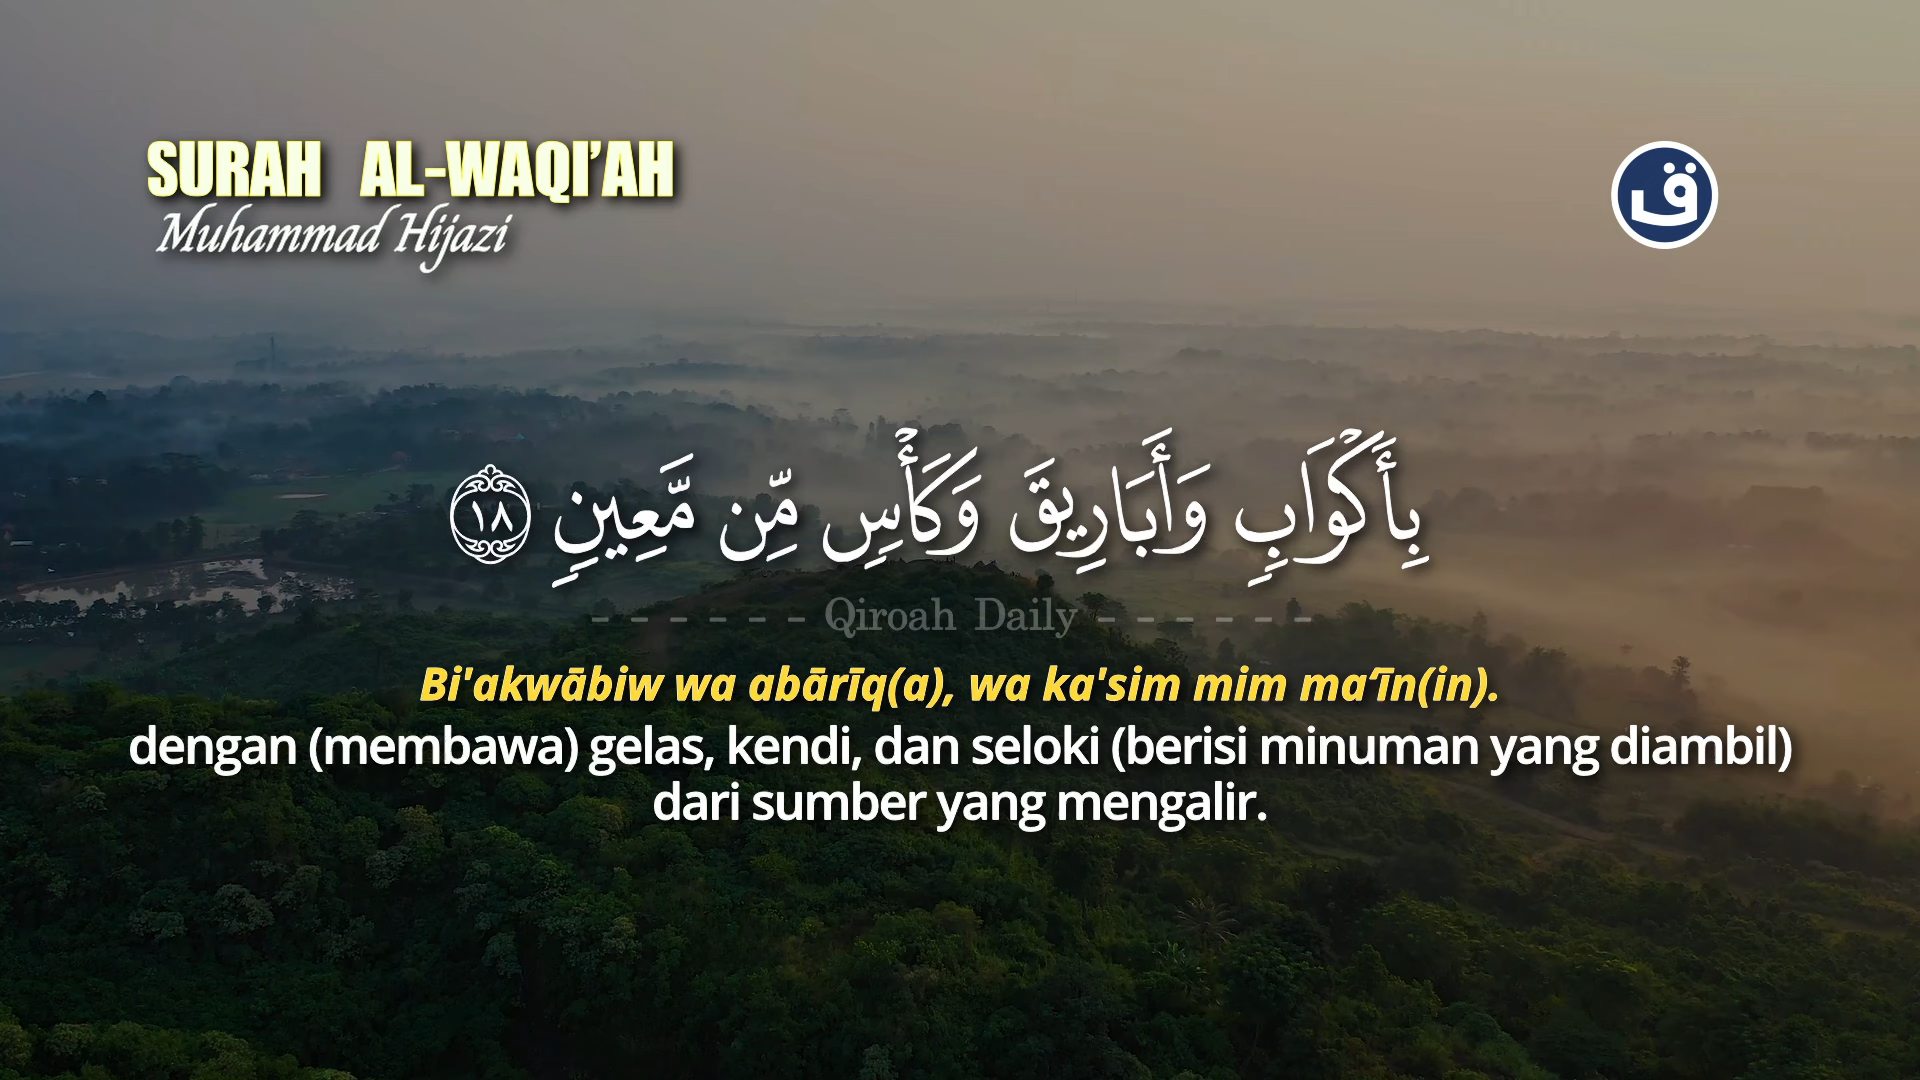 SURAH AL-WAQI’AH
Muhammad Hijazi
ق
بِأَكْوَابٍ وَأَبَارِيقَ وَكَأْسٍ مِّن مَّعِينٍ ١٨
- - - - - - Qiroah Daily - - - - - -
Bi'akwābiw wa abārīq(a), wa ka'sim mim ma‘īn(in).
dengan (membawa) gelas, kendi, dan seloki (berisi minuman yang diambil)
dari sumber yang mengalir.